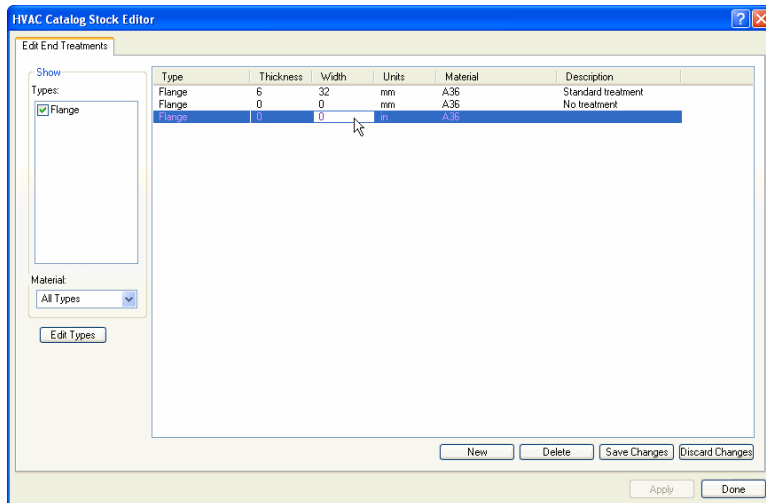 HVAC Catalog Stock Editor
Edit End Treatments
Show
Types:
Flange
Material:
All Types
Edit Types
Type Thickness Width Units Material Description
Flange 6 32 mm A36 Standard treatment
Flange 0 0 mm A36 No treatment
Flange 0 0 in A36
New Delete Save Changes Discard Changes
Apply Done